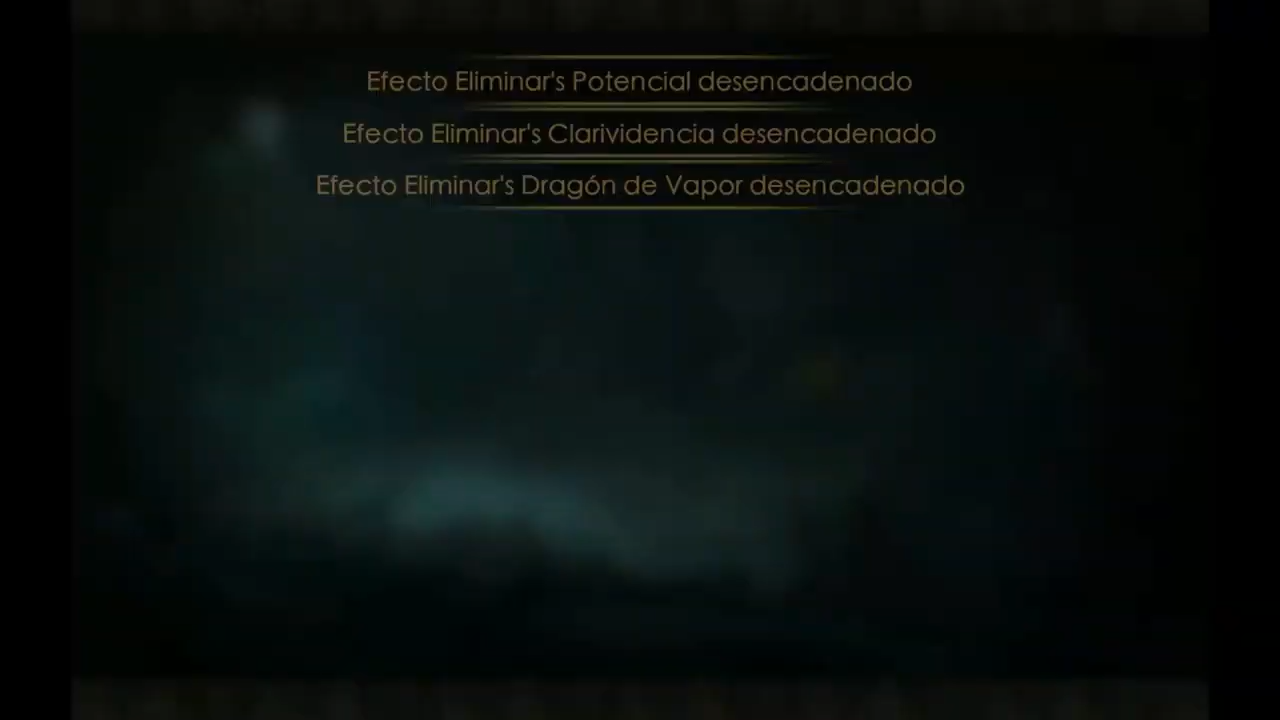 Efecto Eliminar's Potencial desencadenado
Efecto Eliminar's Clarividencia desencadenado
Efecto Eliminar's Dragón de Vapor desencadenado